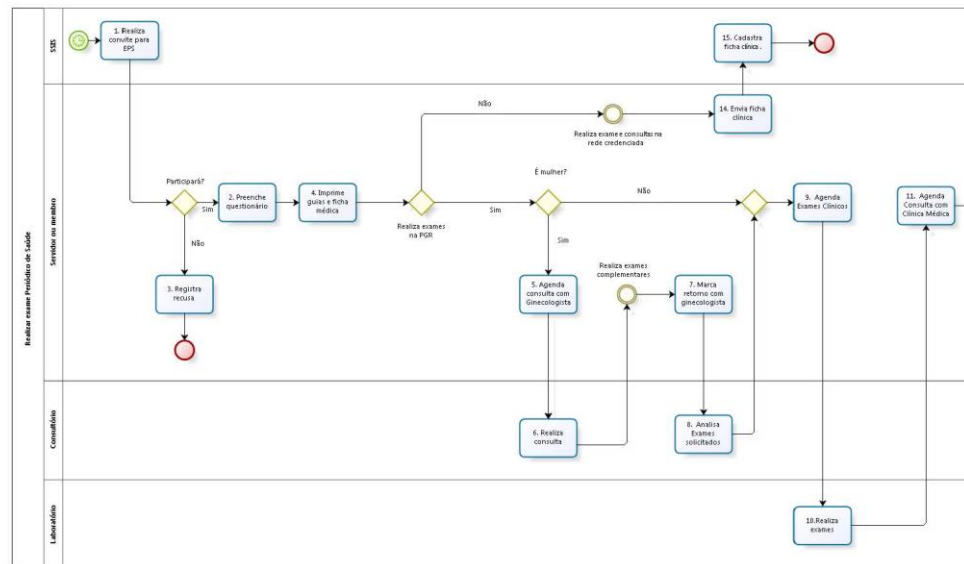 Realizar exame Periódico de Saúde
SSIS
1. Realiza
convite para
EPS
15. Cadastra
ficha clínica.
Servidor ou membro
Não
Realiza exame e consultas na
rede credenciada
14. Envia ficha
clínica
Participará?
Sim
2. Preenche
questionário
4. Imprime
guias e ficha
médica
Realiza exames
na PGR
Sim
É mulher?
Não
9. Agenda
Exames Clínicos
11. Agenda
Consulta com
Clínica Médica
Não
Sim
3. Registra
recusa
5. Agenda
consulta com
Ginecologista
Realiza exames
complementares
7. Marca
retorno com
ginecologista
Consultório
6. Realiza
consulta
8. Analisa
Exames
solicitados
Laboratório
10.Realiza
exames